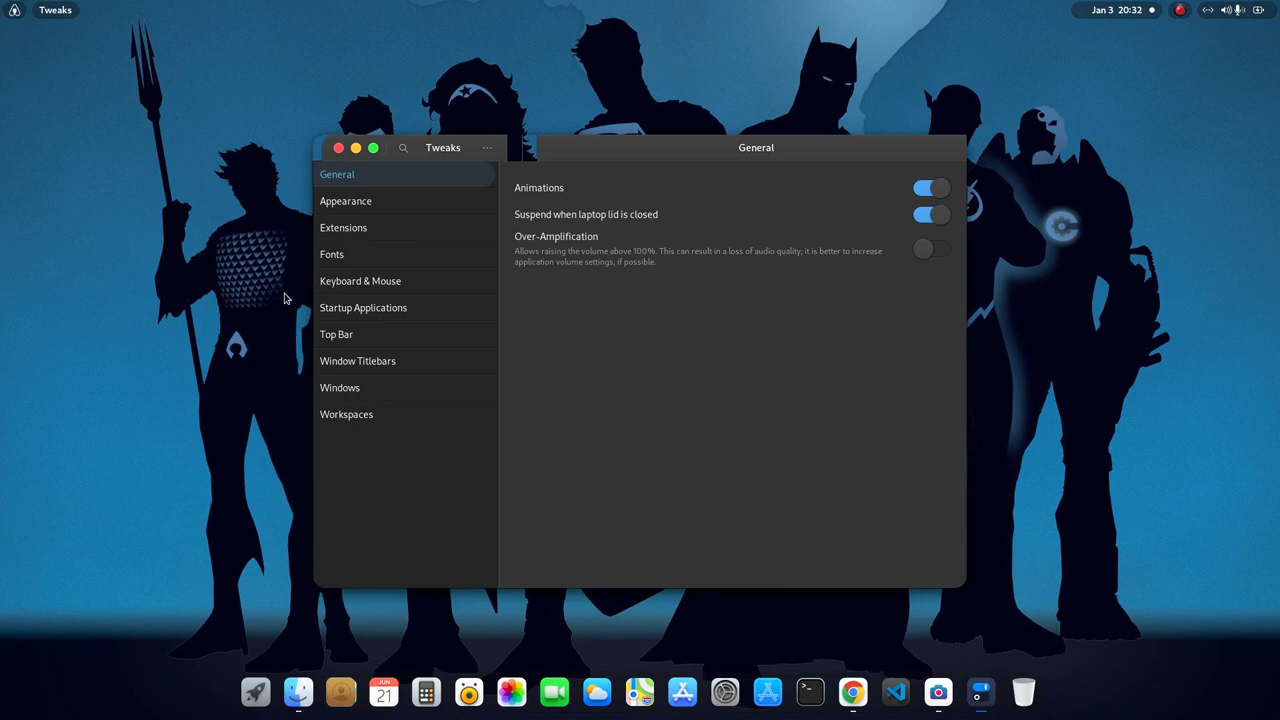 Tweaks
Jan 3 20:32
Tweaks
General
General
Appearance
Extensions
Fonts
Keyboard & Mouse
Startup Applications
Top Bar
Window Titlebars
Windows
Workspaces
Animations
Suspend when laptop lid is closed
Over-Amplification
Allows raising the volume above 100%. This can result in a loss of audio quality; it is better to increase
application volume settings, if possible.
JUN
21
>_